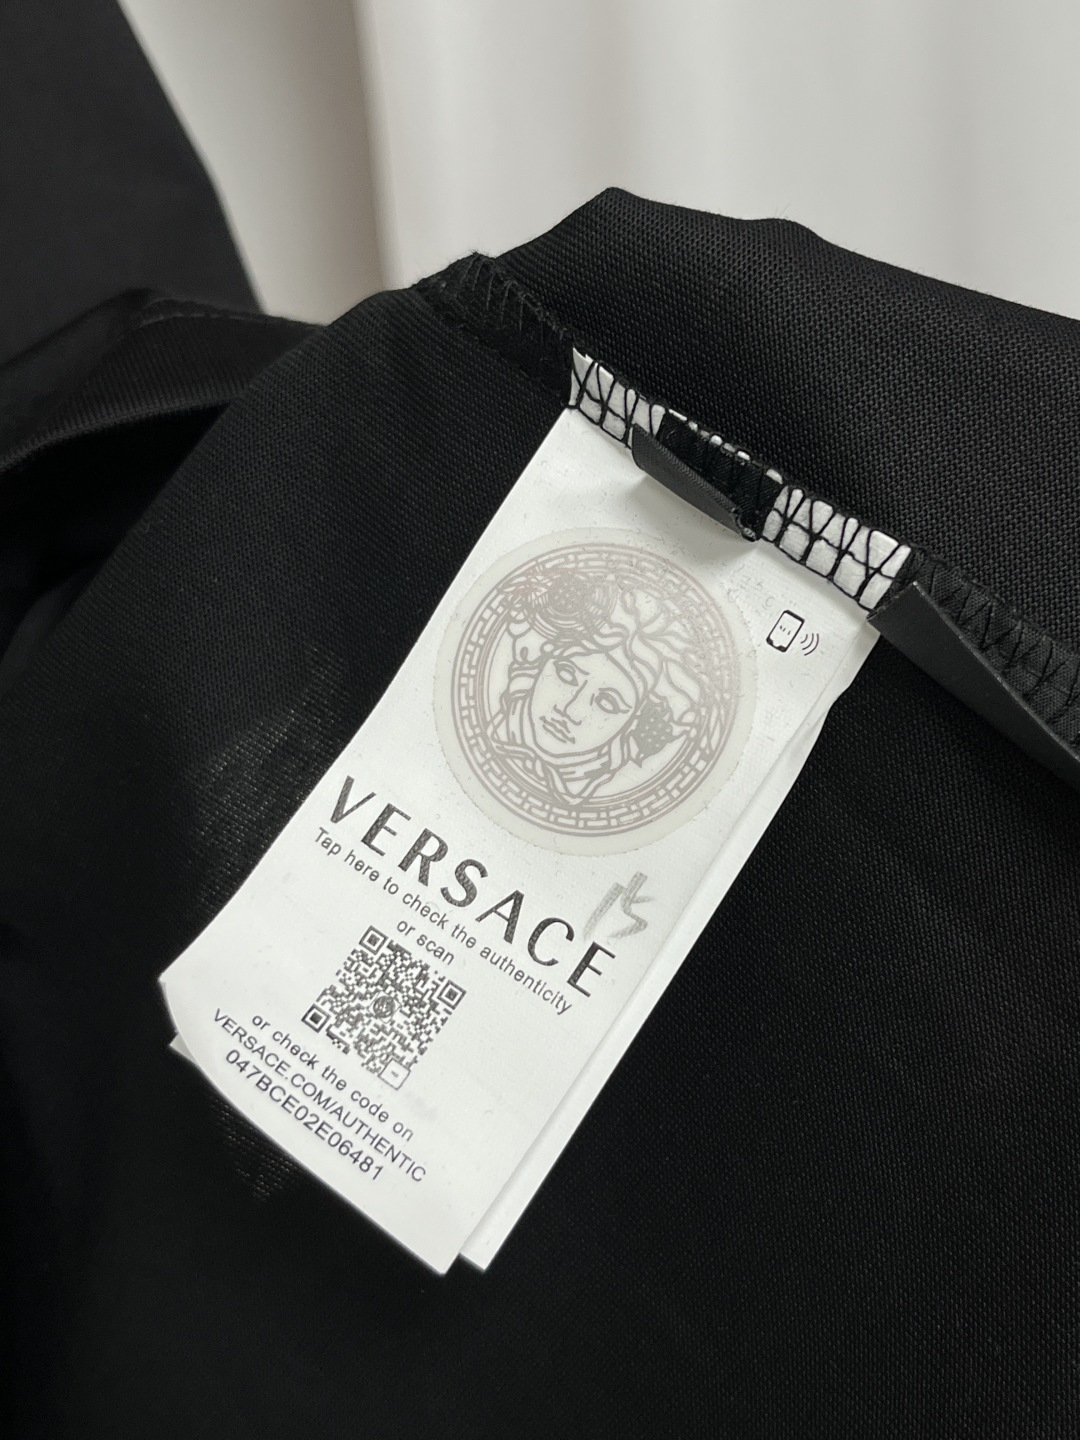 VERSACE
Tap here to check the authenticity
or scan
or check the code on
VERSACE.COM/AUTHENTIC
047BCE02E06481